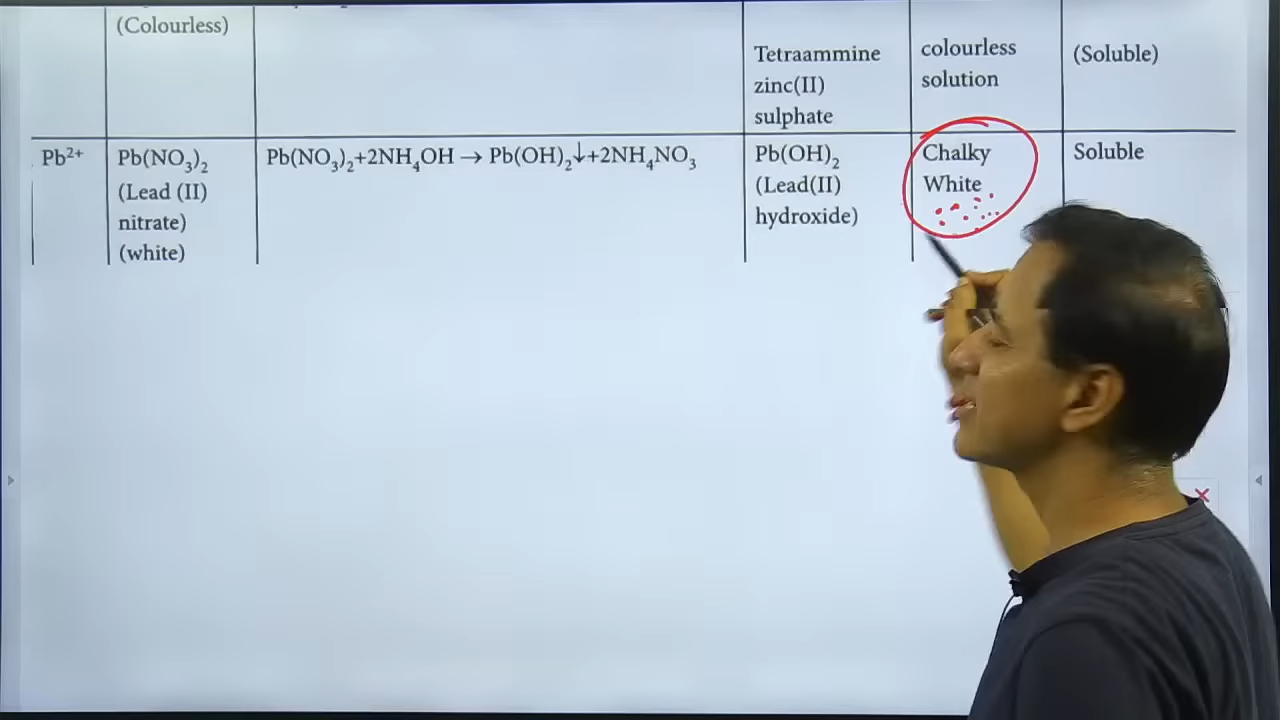 (Colourless)
Tetraammine
zinc(II)
sulphate
colourless
solution
(Soluble)
Pb²⁺
Pb(NO₃)₂
(Lead (II)
nitrate)
(white)
Pb(NO₃)₂+2NH₄OH → Pb(OH)₂↓+2NH₄NO₃
Pb(OH)₂
(Lead(II)
hydroxide)
Chalky
White
Soluble